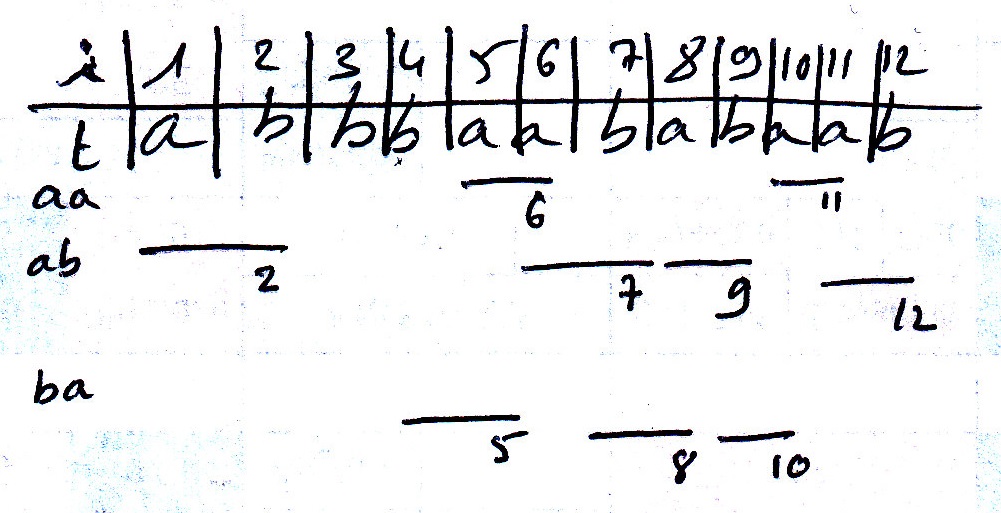 i | 1 | 2 | 3 | 4 | 5 | 6 | 7 | 8 | 9 | 10 | 11 | 12
t | a | b | b | b | a | a | b | a | b | a | a | b
aa 6 11
ab 2 7 9 12
ba 5 8 10